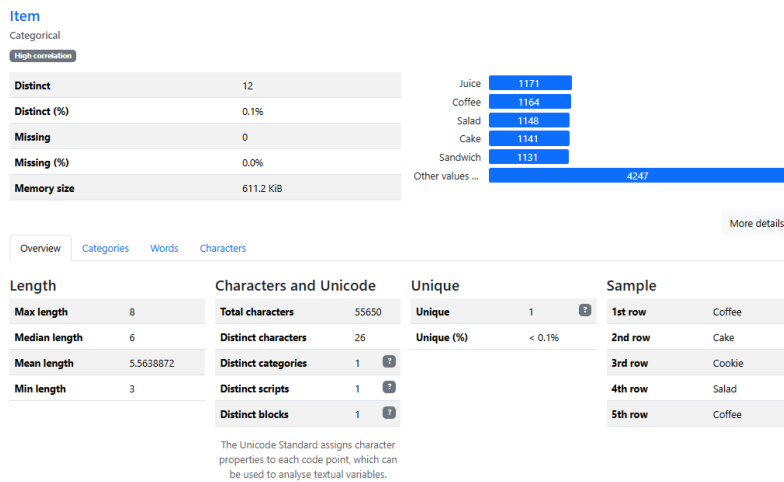 Item
Categorical
High correlation
Distinct 12
Distinct (%) 0.1%
Missing 0
Missing (%) 0.0%
Memory size 611.2 KiB
Juice 1171
Coffee 1164
Salad 1148
Cake 1141
Sandwich 1131
Other values ... 4247
More details
Overview Categories Words Characters
Length
Max length 8
Median length 6
Mean length 5.5638872
Min length 3
Characters and Unicode
Total characters 55650
Distinct characters 26
Distinct categories 1 ?
Distinct scripts 1 ?
Distinct blocks 1 ?
The Unicode Standard assigns character
properties to each code point, which can
be used to analyse textual variables.
Unique
Unique 1 ?
Unique (%) < 0.1%
Sample
1st row Coffee
2nd row Cake
3rd row Cookie
4th row Salad
5th row Coffee